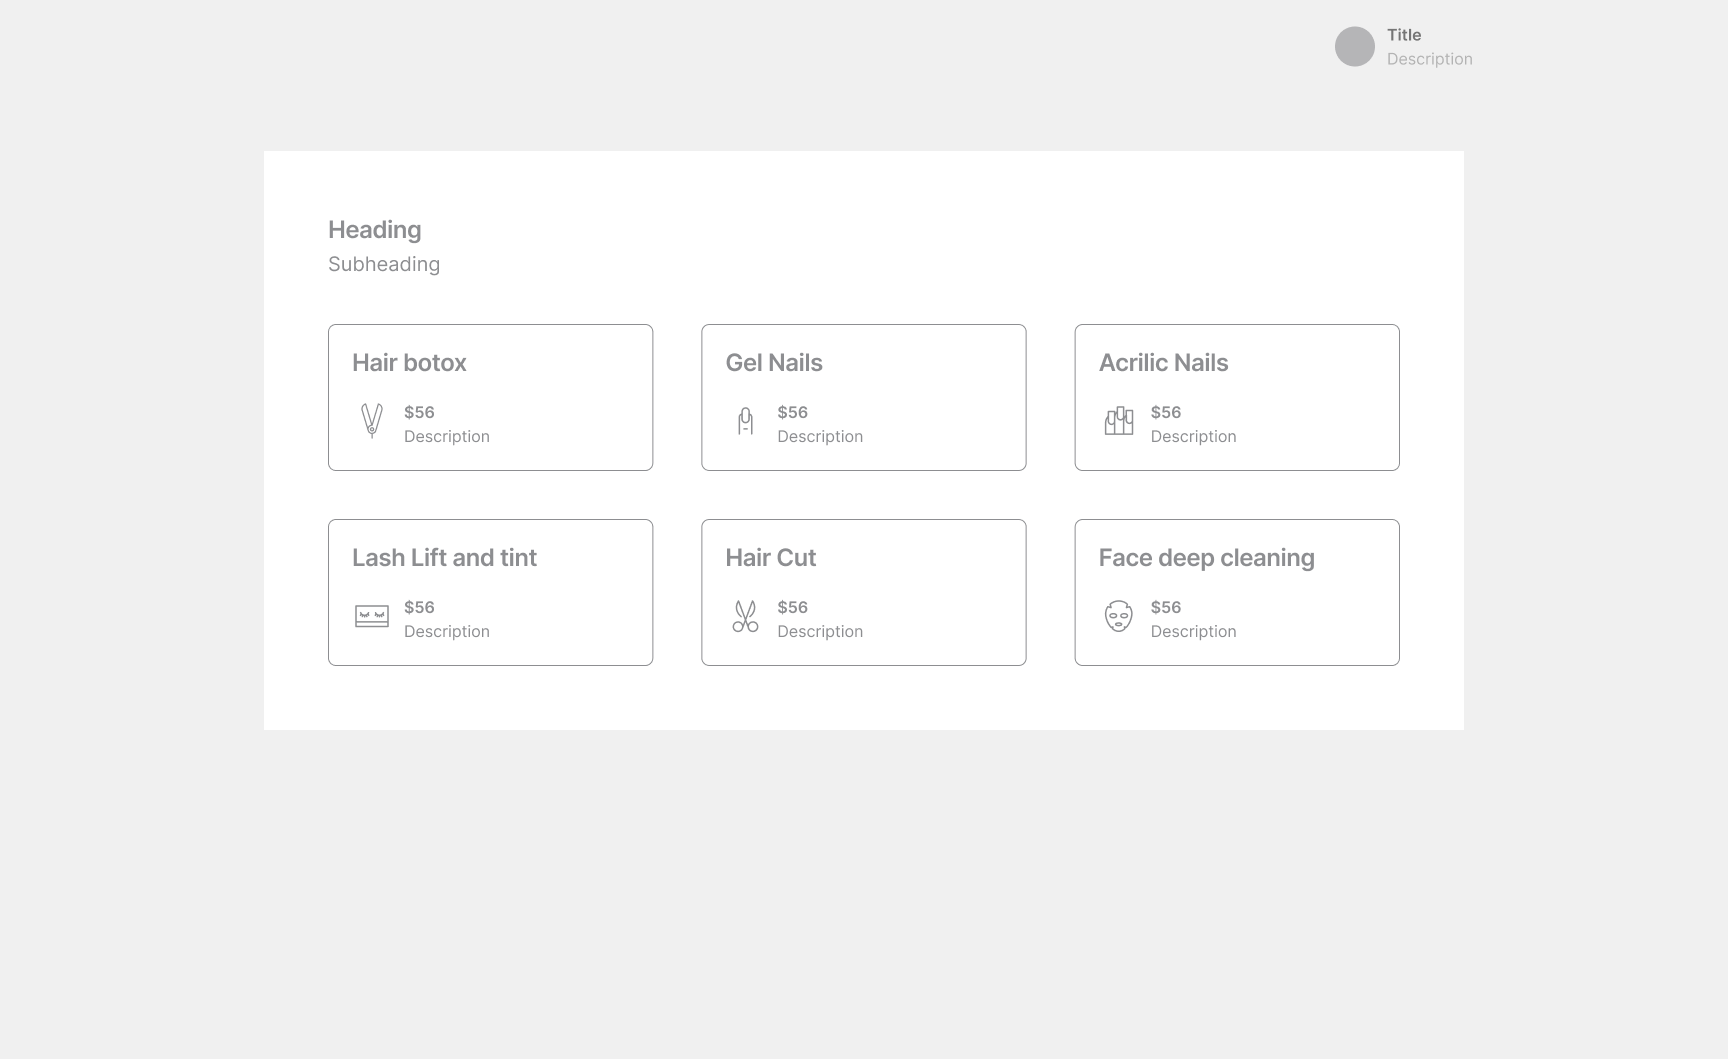 Title
Description
Heading
Subheading
Hair botox
$56
Description
Gel Nails
$56
Description
Acrilic Nails
$56
Description
Lash Lift and tint
$56
Description
Hair Cut
$56
Description
Face deep cleaning
$56
Description